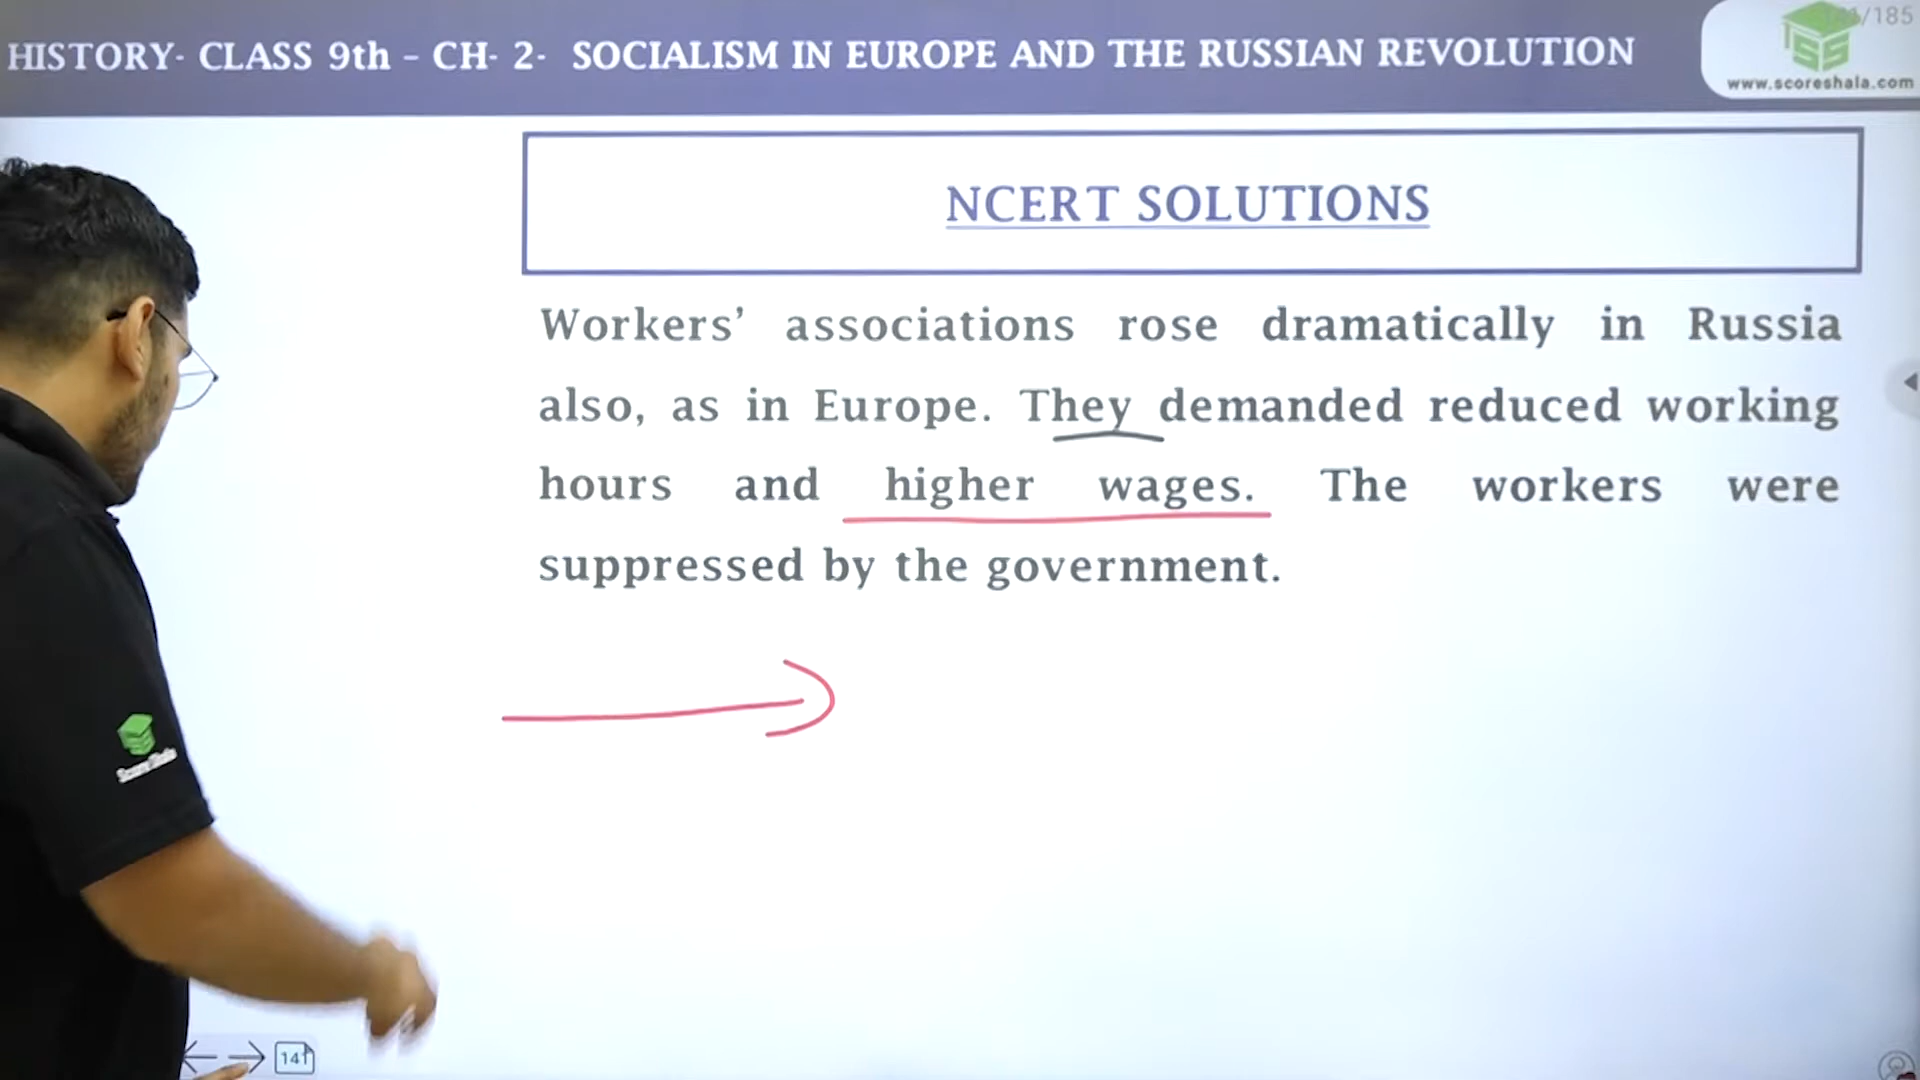 HISTORY- CLASS 9th – CH- 2- SOCIALISM IN EUROPE AND THE RUSSIAN REVOLUTION
/185
www.scoreshala.com
NCERT SOLUTIONS
Workers’ associations rose dramatically in Russia
also, as in Europe. They demanded reduced working
hours and higher wages. The workers were
suppressed by the government.
141